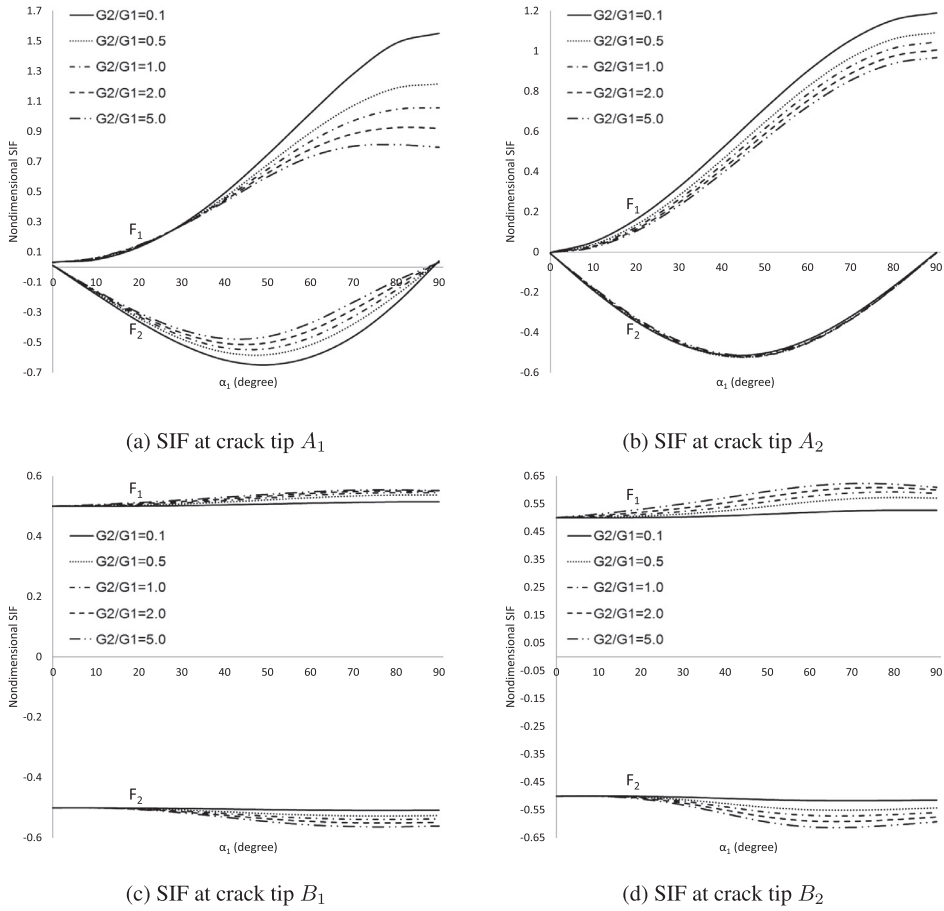 1.7
1.5
1.3
1.1
0.9
0.7
0.5
0.3
0.1
-0.1
-0.3
-0.5
-0.7
Nondimensional SIF
G2/G1=0.1
G2/G1=0.5
G2/G1=1.0
G2/G1=2.0
G2/G1=5.0
F1
F2
0 10 20 30 40 50 60 70 80 90
α1 (degree)
(a) SIF at crack tip A1
1.2
1
0.8
0.6
0.4
0.2
0
-0.2
-0.4
-0.6
Nondimensional SIF
G2/G1=0.1
G2/G1=0.5
G2/G1=1.0
G2/G1=2.0
G2/G1=5.0
F1
F2
0 10 20 30 40 50 60 70 80 90
α1 (degree)
(b) SIF at crack tip A2
0.6
0.4
0.2
0
-0.2
-0.4
-0.6
Nondimensional SIF
F1
G2/G1=0.1
G2/G1=0.5
G2/G1=1.0
G2/G1=2.0
G2/G1=5.0
0 10 20 30 40 50 60 70 80 90
F2
α1 (degree)
(c) SIF at crack tip B1
0.65
0.55
0.45
0.35
0.25
0.15
0.05
-0.05
-0.15
-0.25
-0.35
-0.45
-0.55
-0.65
Nondimensional SIF
F1
G2/G1=0.1
G2/G1=0.5
G2/G1=1.0
G2/G1=2.0
G2/G1=5.0
0 10 20 30 40 50 60 70 80 90
F2
α1 (degree)
(d) SIF at crack tip B2